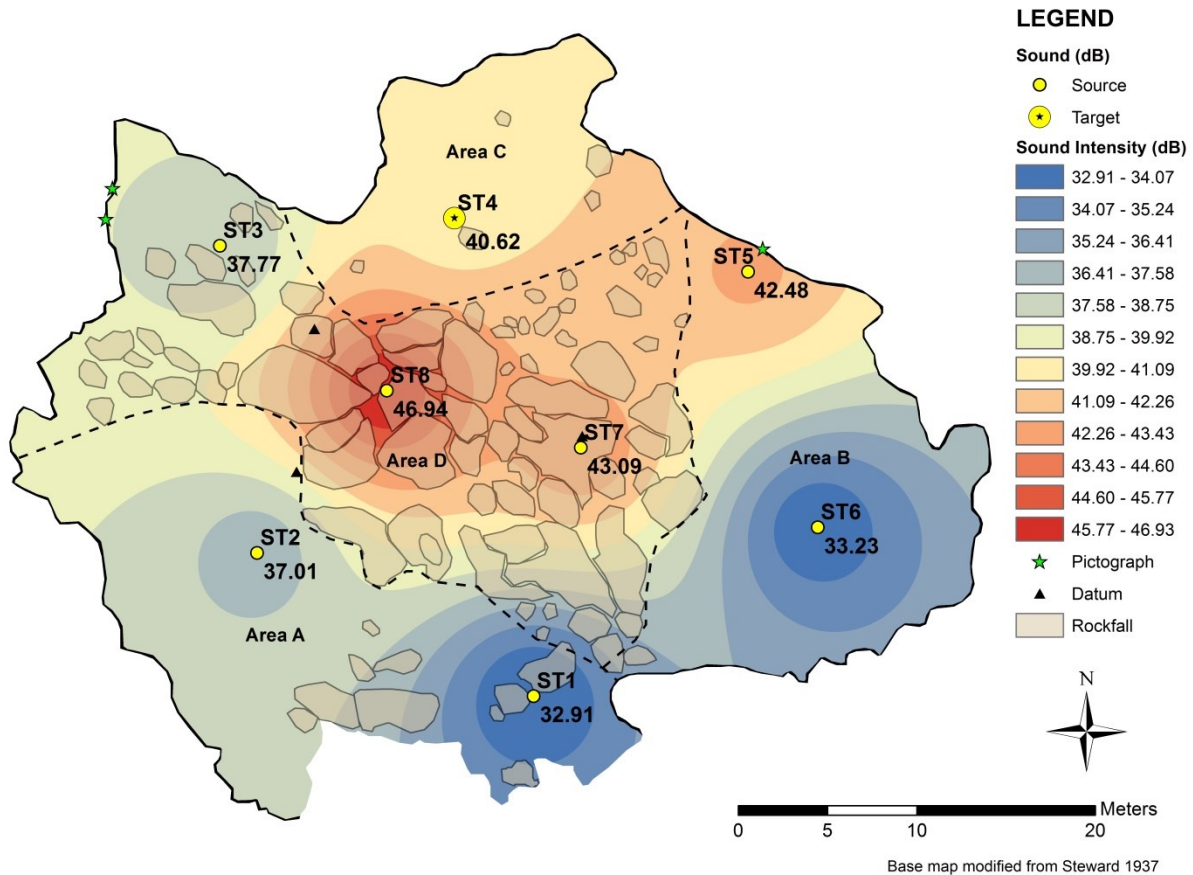 Area C
ST4
40.62
ST3
37.77
ST5
42.48
ST8
46.94
Area D
ST7
43.09
Area B
ST6
33.23
ST2
37.01
Area A
ST1
32.91
LEGEND
Sound (dB)
Source
Target
Sound Intensity (dB)
32.91 - 34.07
34.07 - 35.24
35.24 - 36.41
36.41 - 37.58
37.58 - 38.75
38.75 - 39.92
39.92 - 41.09
41.09 - 42.26
42.26 - 43.43
43.43 - 44.60
44.60 - 45.77
45.77 - 46.93
Pictograph
Datum
Rockfall
N
Meters
0 5 10 20
Base map modified from Steward 1937